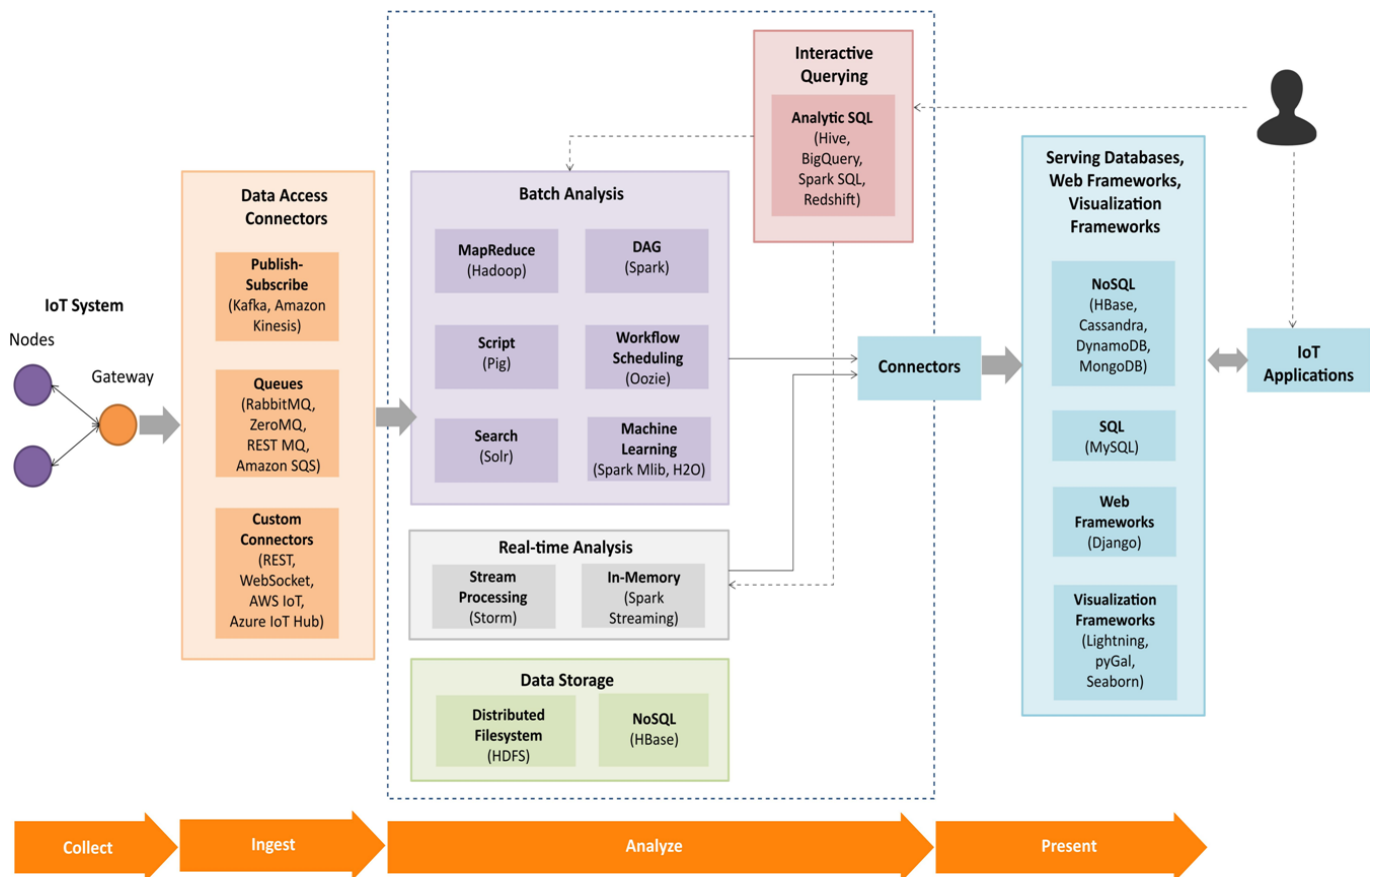 IoT System
Nodes
Gateway
Data Access
Connectors
Publish-
Subscribe
(Kafka, Amazon
Kinesis)
Queues
(RabbitMQ,
ZeroMQ,
REST MQ,
Amazon SQS)
Custom
Connectors
(REST,
WebSocket,
AWS IoT,
Azure IoT Hub)
Batch Analysis
MapReduce
(Hadoop)
DAG
(Spark)
Script
(Pig)
Workflow
Scheduling
(Oozie)
Search
(Solr)
Machine
Learning
(Spark Mlib, H2O)
Real-time Analysis
Stream
Processing
(Storm)
In-Memory
(Spark
Streaming)
Data Storage
Distributed
Filesystem
(HDFS)
NoSQL
(HBase)
Interactive
Querying
Analytic SQL
(Hive,
BigQuery,
Spark SQL,
Redshift)
Connectors
Serving Databases,
Web Frameworks,
Visualization
Frameworks
NoSQL
(HBase,
Cassandra,
DynamoDB,
MongoDB)
SQL
(MySQL)
Web
Frameworks
(Django)
Visualization
Frameworks
(Lightning,
pyGal,
Seaborn)
IoT
Applications
Collect
Ingest
Analyze
Present